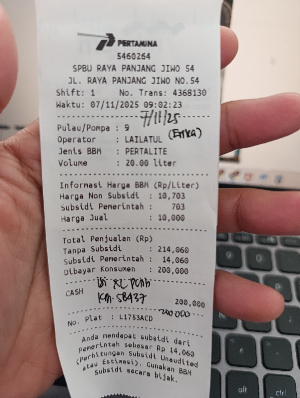 PERTAMINA
5460264
SPBU RAYA PANJANG JIWO 54
JL. RAYA PANJANG JIWO NO.54
Shift: 1 No. Trans: 4368130
Waktu: 07/11/2025 09:02:23
7/11/25
Pulau/Pompa : 9
(Erika)
Operator : LAILATUL
Jenis BBM : PERTALITE
Volume : 20.00 liter
Informasi Harga BBM (Rp/Liter)
Harga Non Subsidi : 10,703
Subsidi Pemerintah : 703
Harga Jual : 10,000
Total Penjualan (Rp)
Tanpa Subsidi : 214,060
Subsidi Pemerintah : 14,060
Dibayar Konsumen : 200,000
CASH
200,000
KM 58437
200,000
No. Plat : L1753ACD
Anda mendapat subsidi dari
Pemerintah sebesar Rp 14,060
(Perhitungan Subsidi Unaudited
atau Estimasi). Gunakan BBM
Subsidi secara bijak.